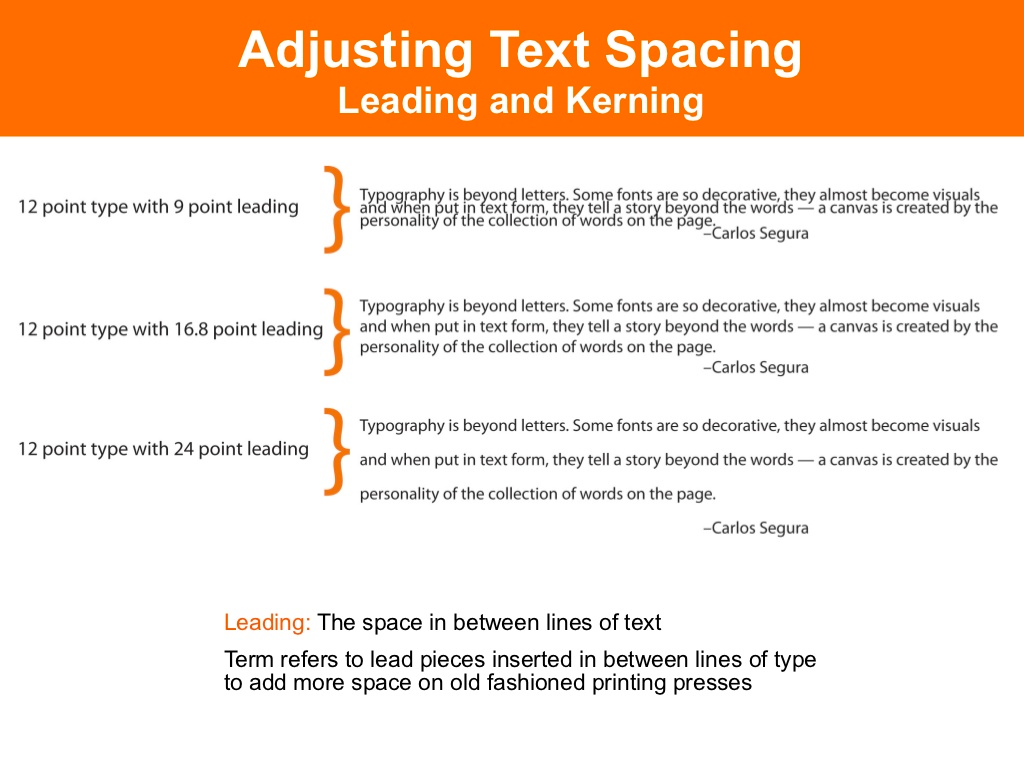 Adjusting Text Spacing
Leading and Kerning
12 point type with 9 point leading
Typography is beyond letters. Some fonts are so decorative, they almost become visuals
and when put in text form, they tell a story beyond the words — a canvas is created by the
personality of the collection of words on the page.
–Carlos Segura
12 point type with 16.8 point leading
Typography is beyond letters. Some fonts are so decorative, they almost become visuals
and when put in text form, they tell a story beyond the words — a canvas is created by the
personality of the collection of words on the page.
–Carlos Segura
12 point type with 24 point leading
Typography is beyond letters. Some fonts are so decorative, they almost become visuals
and when put in text form, they tell a story beyond the words — a canvas is created by the
personality of the collection of words on the page.
–Carlos Segura
Leading: The space in between lines of text
Term refers to lead pieces inserted in between lines of type
to add more space on old fashioned printing presses